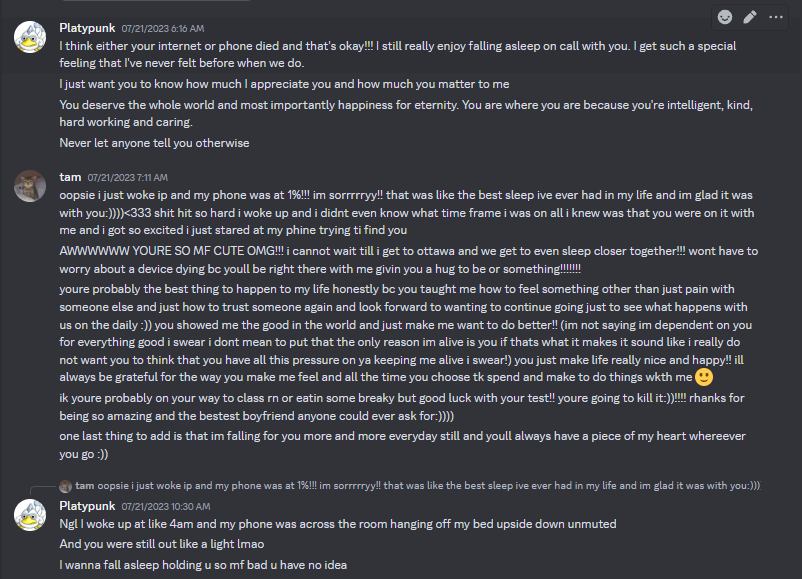 Platypunk 07/21/2023 6:16 AM
I think either your internet or phone died and that's okay!!! I still really enjoy falling asleep on call with you. I get such a special
feeling that I've never felt before when we do.
I just want you to know how much I appreciate you and how much you matter to me
You deserve the whole world and most importantly happiness for eternity. You are where you are because you're intelligent, kind,
hard working and caring.
Never let anyone tell you otherwise
tam 07/21/2023 7:11 AM
oopsie i just woke ip and my phone was at 1%!!! im sorrrrryy!! that was like the best sleep ive ever had in my life and im glad it was
with you:))))<333 shit hit so hard i woke up and i didnt even know what time frame i was on all i knew was that you were on it with
me and i got so excited i just stared at my phine trying ti find you
AWWWWWW YOURE SO MF CUTE OMG!!! i cannot wait till i get to ottawa and we get to even sleep closer together!!! wont have to
worry about a device dying bc youll be right there with me givin you a hug to be or something!!!!!!!
youre probably the best thing to happen to my life honestly bc you taught me how to feel something other than just pain with
someone else and just how to trust someone again and look forward to wanting to continue going just to see what happens with
us on the daily :)) you showed me the good in the world and just make me want to do better!! (im not saying im dependent on you
for everything good i swear i dont mean to put that the only reason im alive is you if thats what it makes it sound like i really do
not want you to think that you have all this pressure on ya keeping me alive i swear!) you just make life really nice and happy!! ill
always be grateful for the way you make me feel and all the time you choose tk spend and make to do things wkth me 🙂
ik youre probably on your way to class rn or eatin some breaky but good luck with your test!! youre going to kill it:))!!!! rhanks for
being so amazing and the bestest boyfriend anyone could ever ask for:))))
one last thing to add is that im falling for you more and more everyday still and youll always have a piece of my heart whereever
you go :))
tam oopsie i just woke ip and my phone was at 1%!!! im sorrrrryy!! that was like the best sleep ive ever had in my life and im glad it was with you:)))
Platypunk 07/21/2023 10:30 AM
Ngl I woke up at like 4am and my phone was across the room hanging off my bed upside down unmuted
And you were still out like a light lmao
I wanna fall asleep holding u so mf bad u have no idea